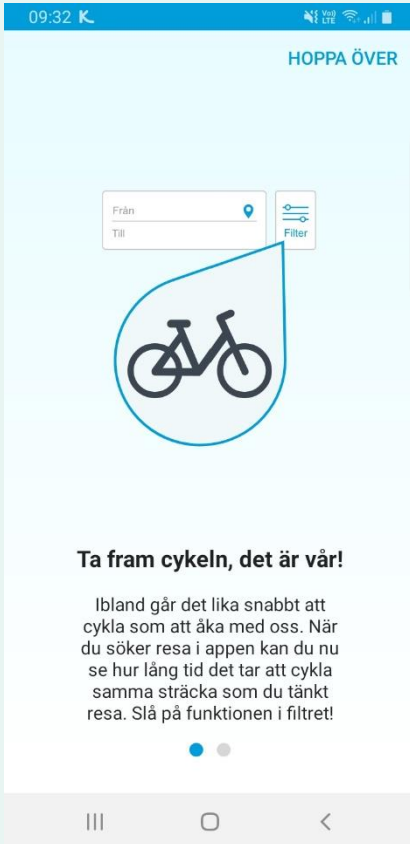 09:32 K.
HOPPA ÖVER
Från
Till
Filter
Ta fram cykeln, det är vår!
Ibland går det lika snabbt att
cykla som att åka med oss. När
du söker resa i appen kan du nu
se hur lång tid det tar att cykla
samma sträcka som du tänkt
resa. Slå på funktionen i filtret!